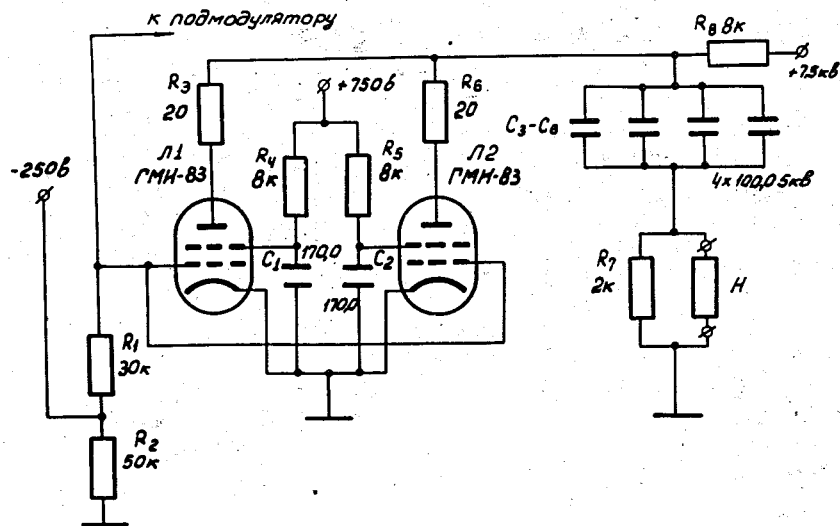 к подмодулятору
R8 8к
+7,5кв
R3
20
+750в
R6
20
Л1
ГМИ-83
Л2
ГМИ-83
C3-C8
-250в
R4
8к
R5
8к
4х100,0 5кв
C1
170,0
C2
170,0
R7
2к
Н
R1
30к
R2
50к